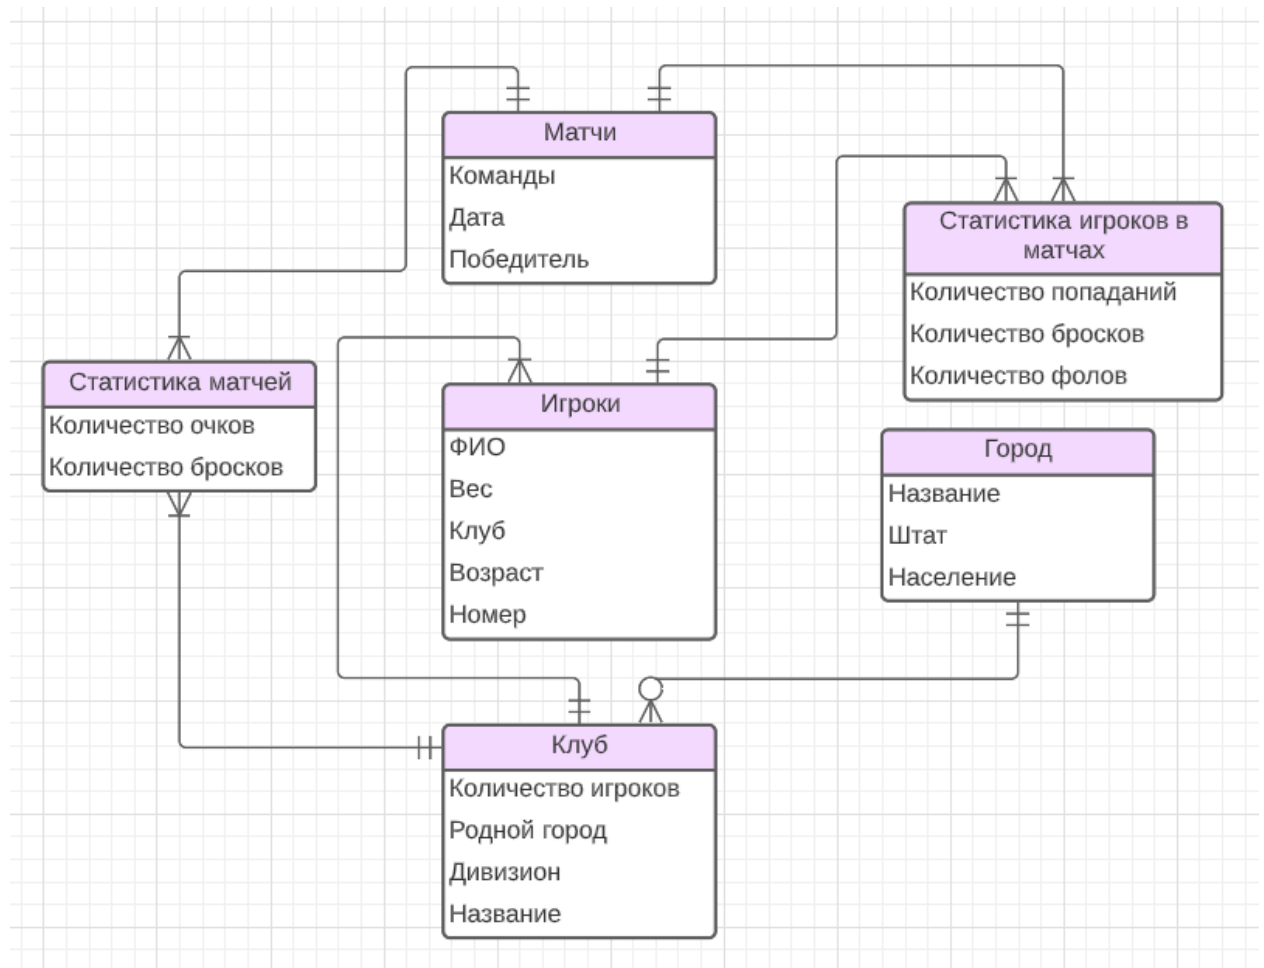 Матчи
Команды
Дата
Победитель
Статистика игроков в
матчах
Количество попаданий
Количество бросков
Количество фолов
Статистика матчей
Количество очков
Количество бросков
Игроки
ФИО
Вес
Клуб
Возраст
Номер
Город
Название
Штат
Население
Клуб
Количество игроков
Родной город
Дивизион
Название